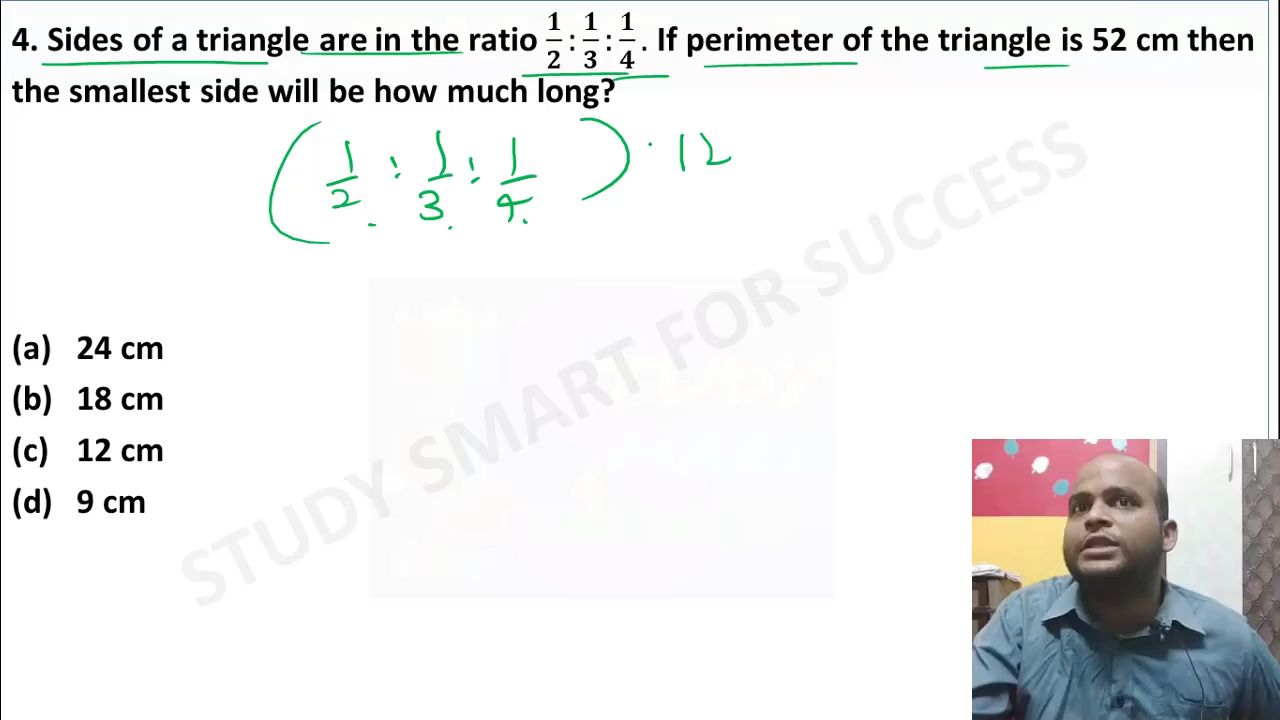 4. Sides of a triangle are in the ratio 1/2 : 1/3 : 1/4 . If perimeter of the triangle is 52 cm then
the smallest side will be how much long?
( 1/2 : 1/3 : 1/4 ) · 12
(a) 24 cm
(b) 18 cm
(c) 12 cm
(d) 9 cm
STUDY SMART FOR SUCCESS